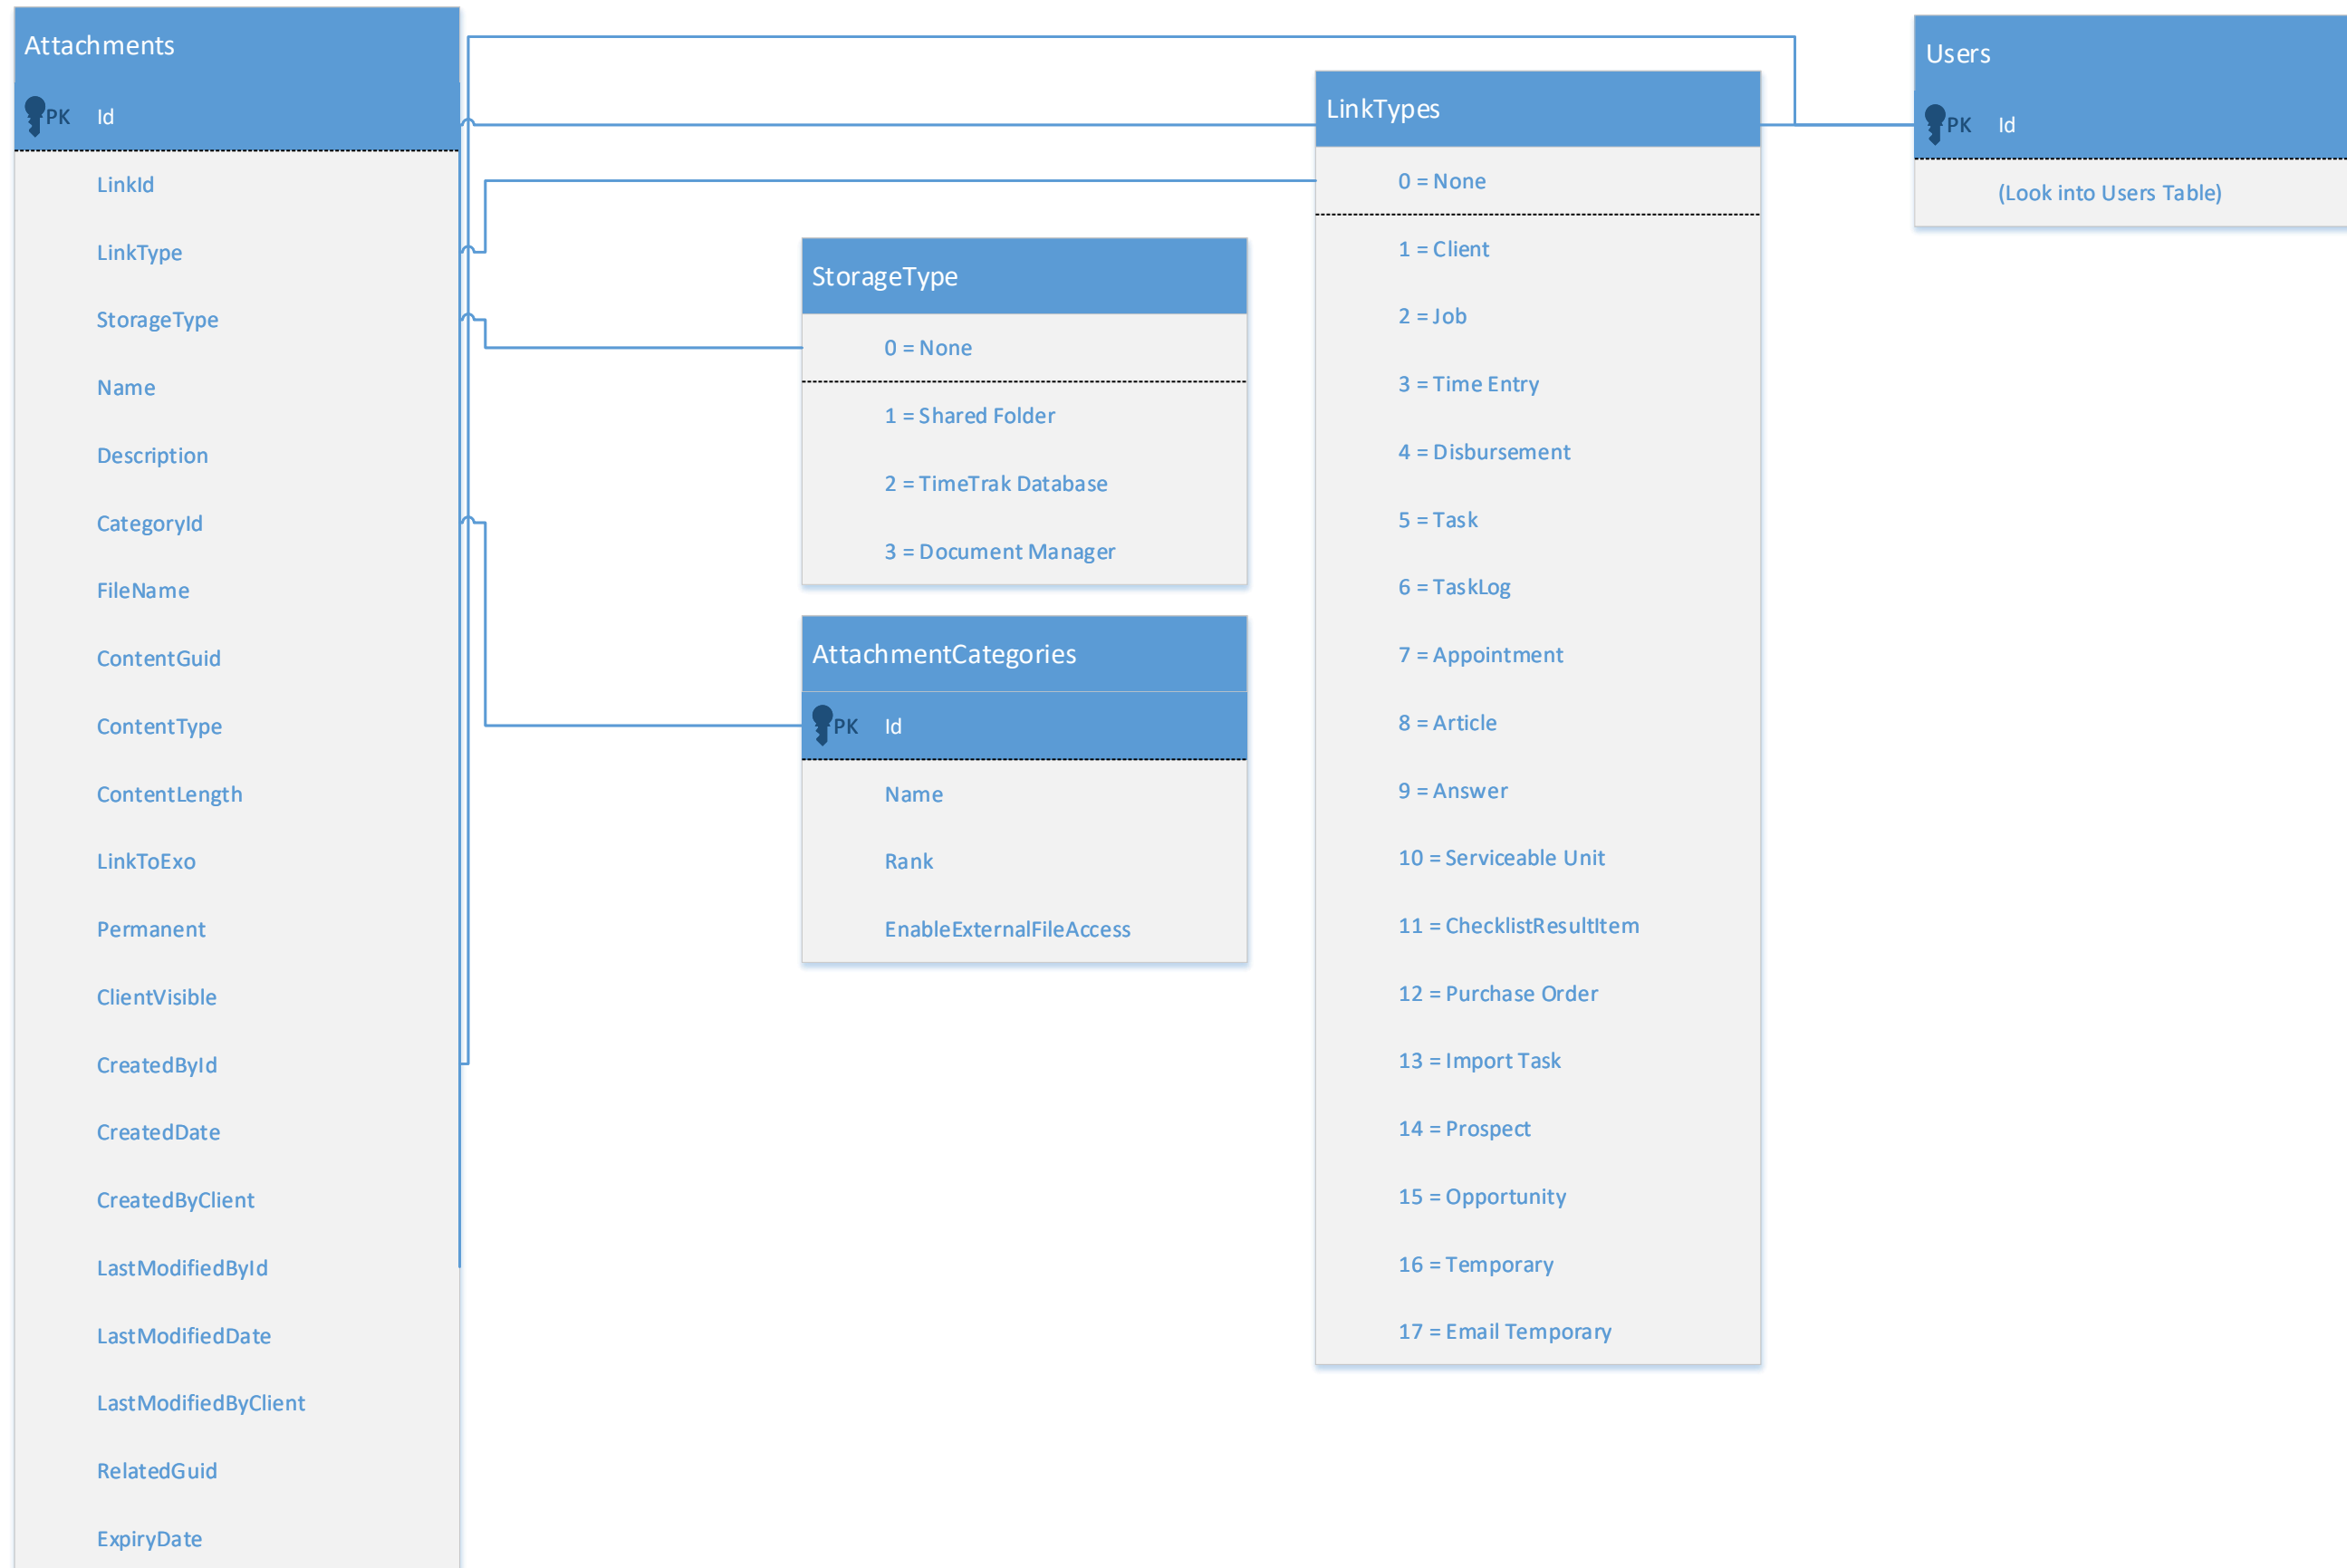 Attachments
PK Id
LinkId
LinkType
StorageType
Name
Description
CategoryId
FileName
ContentGuid
ContentType
ContentLength
LinkToExo
Permanent
ClientVisible
CreatedById
CreatedDate
CreatedByClient
LastModifiedById
LastModifiedDate
LastModifiedByClient
RelatedGuid
ExpiryDate
StorageType
0 = None
1 = Shared Folder
2 = TimeTrak Database
3 = Document Manager
AttachmentCategories
PK Id
Name
Rank
EnableExternalFileAccess
LinkTypes
0 = None
1 = Client
2 = Job
3 = Time Entry
4 = Disbursement
5 = Task
6 = TaskLog
7 = Appointment
8 = Article
9 = Answer
10 = Serviceable Unit
11 = ChecklistResultItem
12 = Purchase Order
13 = Import Task
14 = Prospect
15 = Opportunity
16 = Temporary
17 = Email Temporary
Users
PK Id
(Look into Users Table)